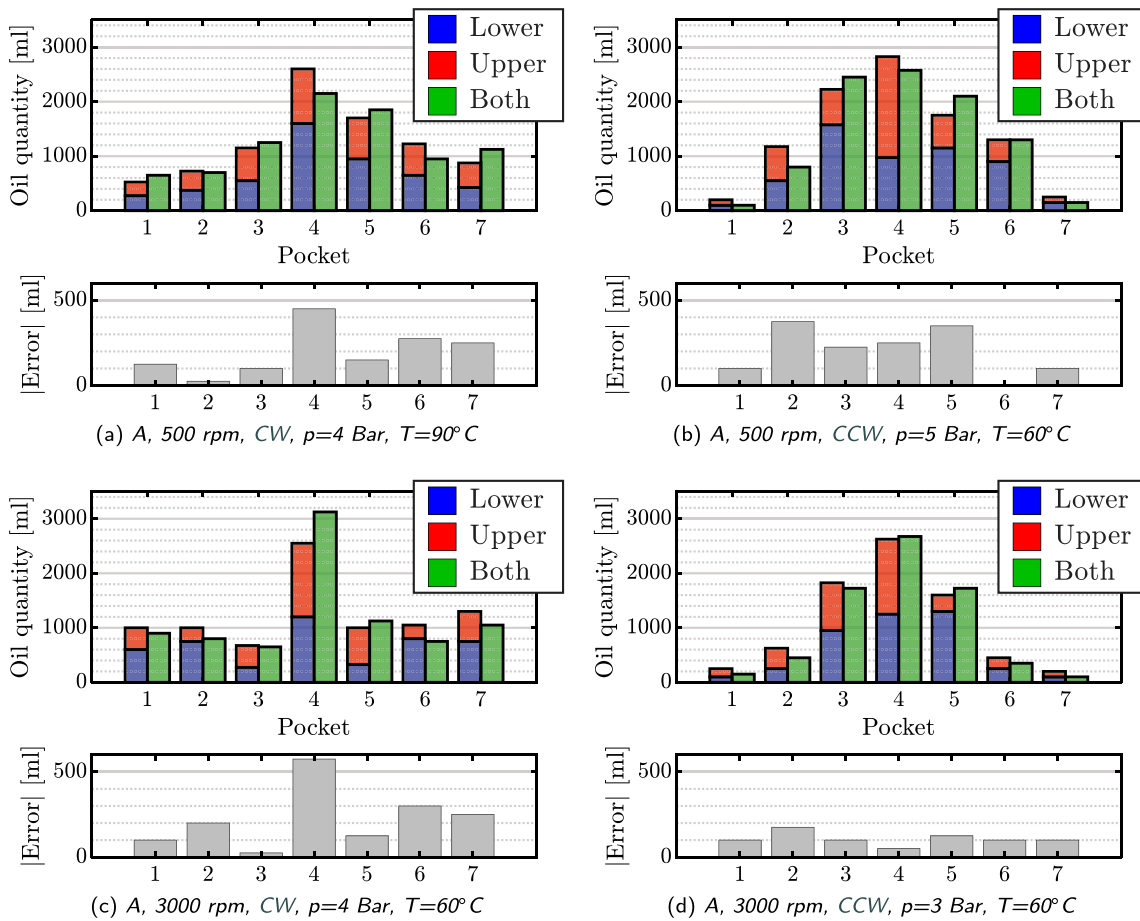 Oil quantity [ml]
3000
2000
1000
0
Lower
Upper
Both
1 2 3 4 5 6 7
Pocket
|Error| [ml]
500
0
1 2 3 4 5 6 7
(a) A, 500 rpm, CW, p=4 Bar, T=90°C
Oil quantity [ml]
3000
2000
1000
0
Lower
Upper
Both
1 2 3 4 5 6 7
Pocket
|Error| [ml]
500
0
1 2 3 4 5 6 7
(b) A, 500 rpm, CCW, p=5 Bar, T=60°C
Oil quantity [ml]
3000
2000
1000
0
Lower
Upper
Both
1 2 3 4 5 6 7
Pocket
|Error| [ml]
500
0
1 2 3 4 5 6 7
(c) A, 3000 rpm, CW, p=4 Bar, T=60°C
Oil quantity [ml]
3000
2000
1000
0
Lower
Upper
Both
1 2 3 4 5 6 7
Pocket
|Error| [ml]
500
0
1 2 3 4 5 6 7
(d) A, 3000 rpm, CCW, p=3 Bar, T=60°C